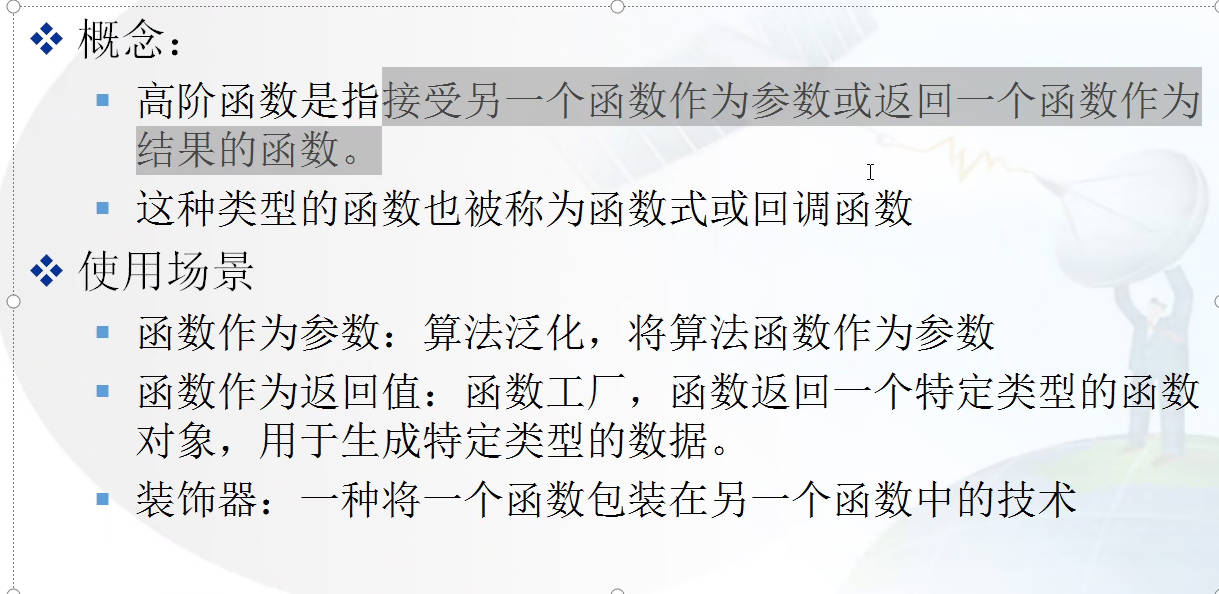 概念：
高阶函数是指接受另一个函数作为参数或返回一个函数作为
结果的函数。
这种类型的函数也被称为函数式或回调函数
使用场景
函数作为参数：算法泛化，将算法函数作为参数
函数作为返回值：函数工厂，函数返回一个特定类型的函数
对象，用于生成特定类型的数据。
装饰器：一种将一个函数包装在另一个函数中的技术